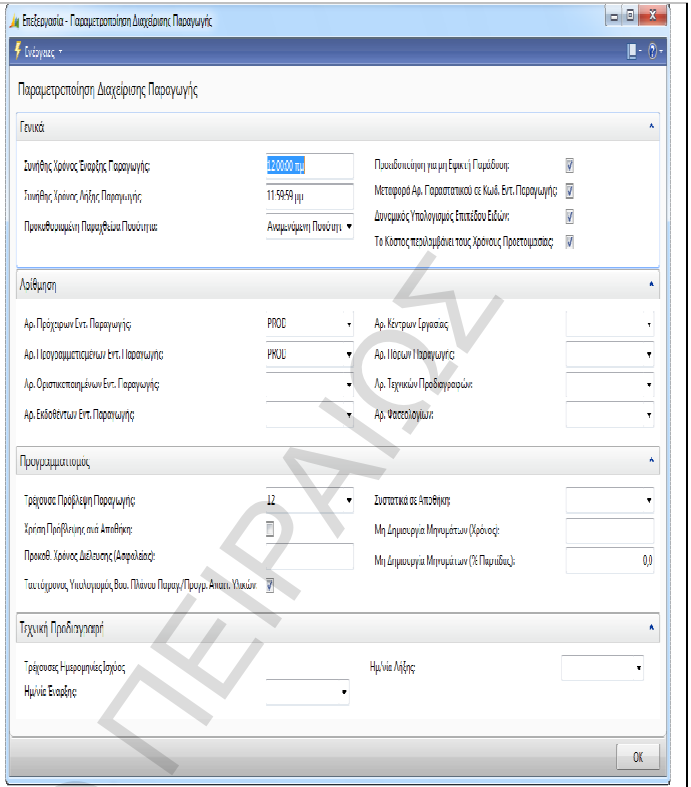 Επεξεργασία - Παραμετροποίηση Διαχείρισης Παραγωγής
Ενέργειες
Παραμετροποίηση Διαχείρισης Παραγωγής
Γενικά
Συνήθης Χρόνος Έναρξης Παραγωγής: 12:00:00 πμ Προειδοποίηση για μη Εφικτή Παράδοση:
Συνήθης Χρόνος Λήξης Παραγωγής: 11:59:59 μμ Μεταφορά Αρ. Παραστατικού σε Κωδ. Εντ. Παραγωγής:
Προκαθορισμένη Παραχθείσα Ποσότητα: Αναμενόμενη Ποσότητ Δυναμικός Υπολογισμός Επιπέδου Ειδών:
Το Κόστος περιλαμβάνει τους Χρόνους Προετοιμασίας:
Αρίθμηση
Αρ. Πρόχειρων Εντ. Παραγωγής: PROD Αρ. Κέντρων Εργασίας
Αρ. Προγραμματισμένων Εντ. Παραγωγής: PROD Αρ. Πόρων Παραγωγής:
Αρ. Οριστικοποιημένων Εντ. Παραγωγής: Αρ. Τεχνικών Προδιαγραφών:
Αρ. Εκδοθέντων Εντ. Παραγωγής: Αρ. Φασεολογίων:
Προγραμματισμός
Τρέχουσα Πρόβλεψη Παραγωγής: 12 Συστατικά σε Αποθήκη:
Χρήση Πρόβλεψης ανά Αποθήκη: Μη Δημιουργία Μηνυμάτων (Χρόνος):
Προκαθ. Χρόνος Διέλευσης (Ασφαλείας): Μη Δημιουργία Μηνυμάτων (% Παρτίδας): 0,0
Ταυτόχρονος Υπολογισμός Βασ. Πλάνου Παραγ./Προγρ. Απαιτ. Υλικών:
Τεχνική Προδιαγραφή
Τρέχουσες Ημερομηνίες Ισχύος Ημ/νία Λήξης:
Ημ/νία Έναρξης:
OK
ΠΕΙΡΑΙΩΣ